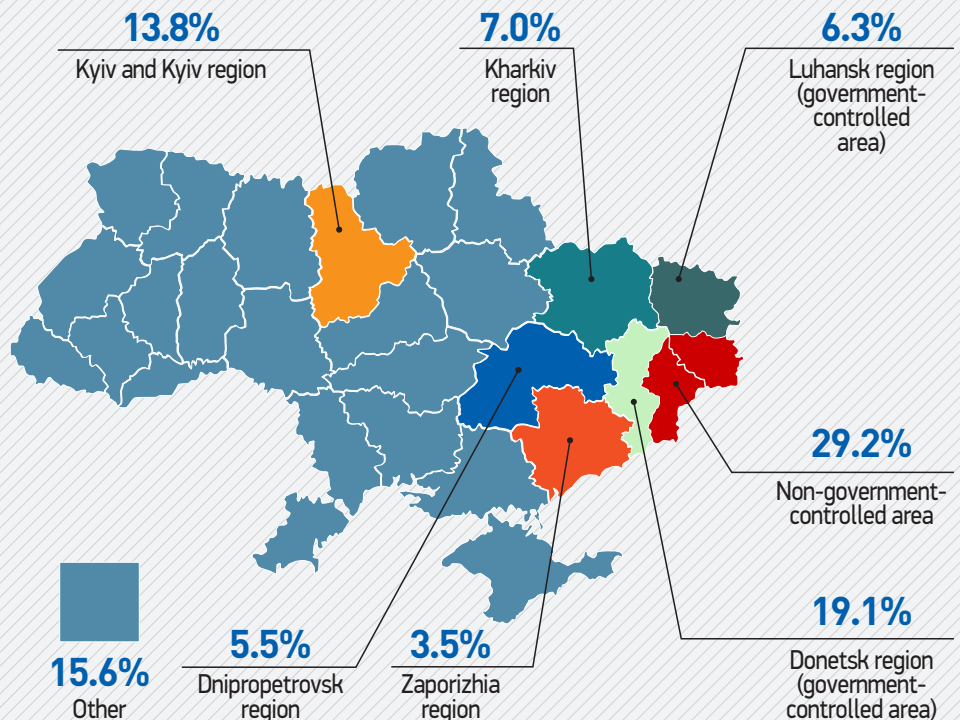 13.8%
Kyiv and Kyiv region
7.0%
Kharkiv
region
6.3%
Luhansk region
(government-
controlled
area)
29.2%
Non-government-
controlled area
19.1%
Donetsk region
(government-
controlled area)
3.5%
Zaporizhia
region
5.5%
Dnipropetrovsk
region
15.6%
Other